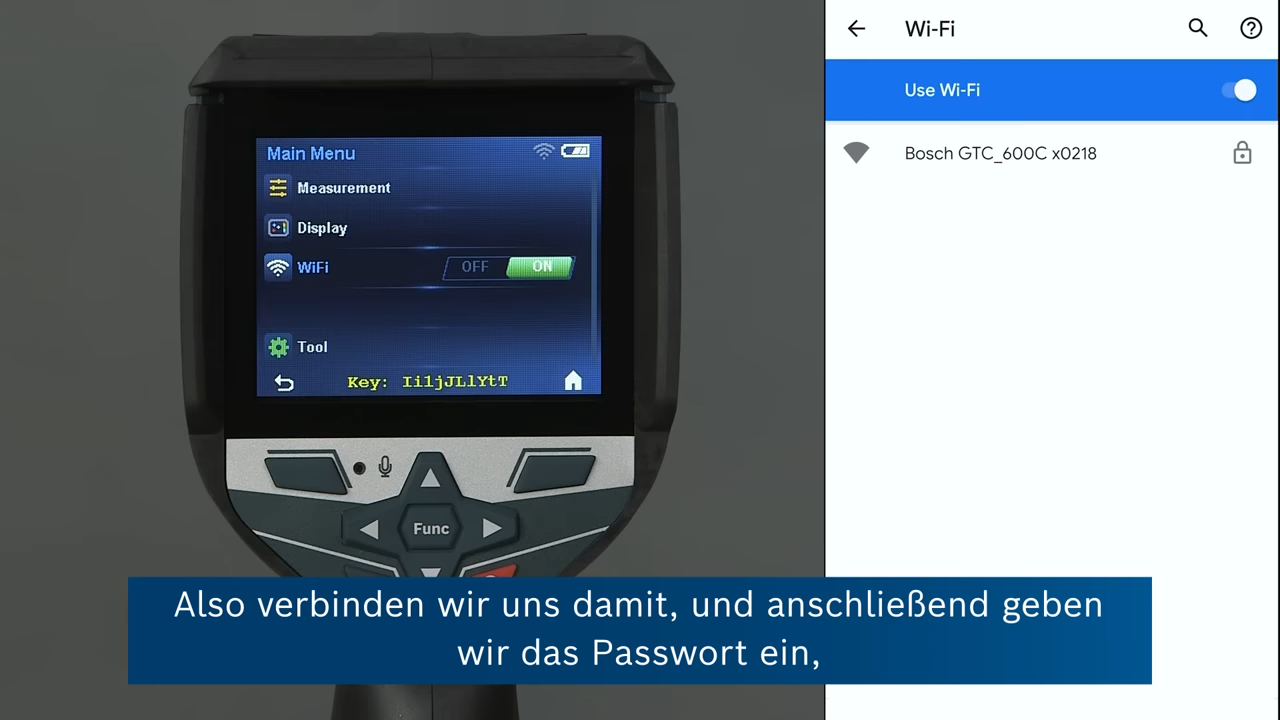 Main Menu
Measurement
Display
WiFi OFF ON
Tool
Key: Ii1jJLlYtT
Func
Wi-Fi
Use Wi-Fi
Bosch GTC_600C x0218
Also verbinden wir uns damit, und anschließend geben
wir das Passwort ein,